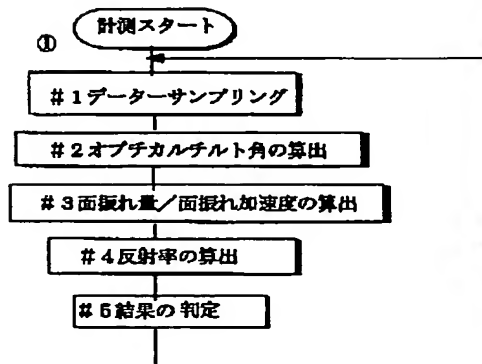 計測スタート
①
#1データーサンプリング
#2オプチカルチルト角の算出
#3面振れ量/面振れ加速度の算出
#4反射率の算出
#5結果の判定